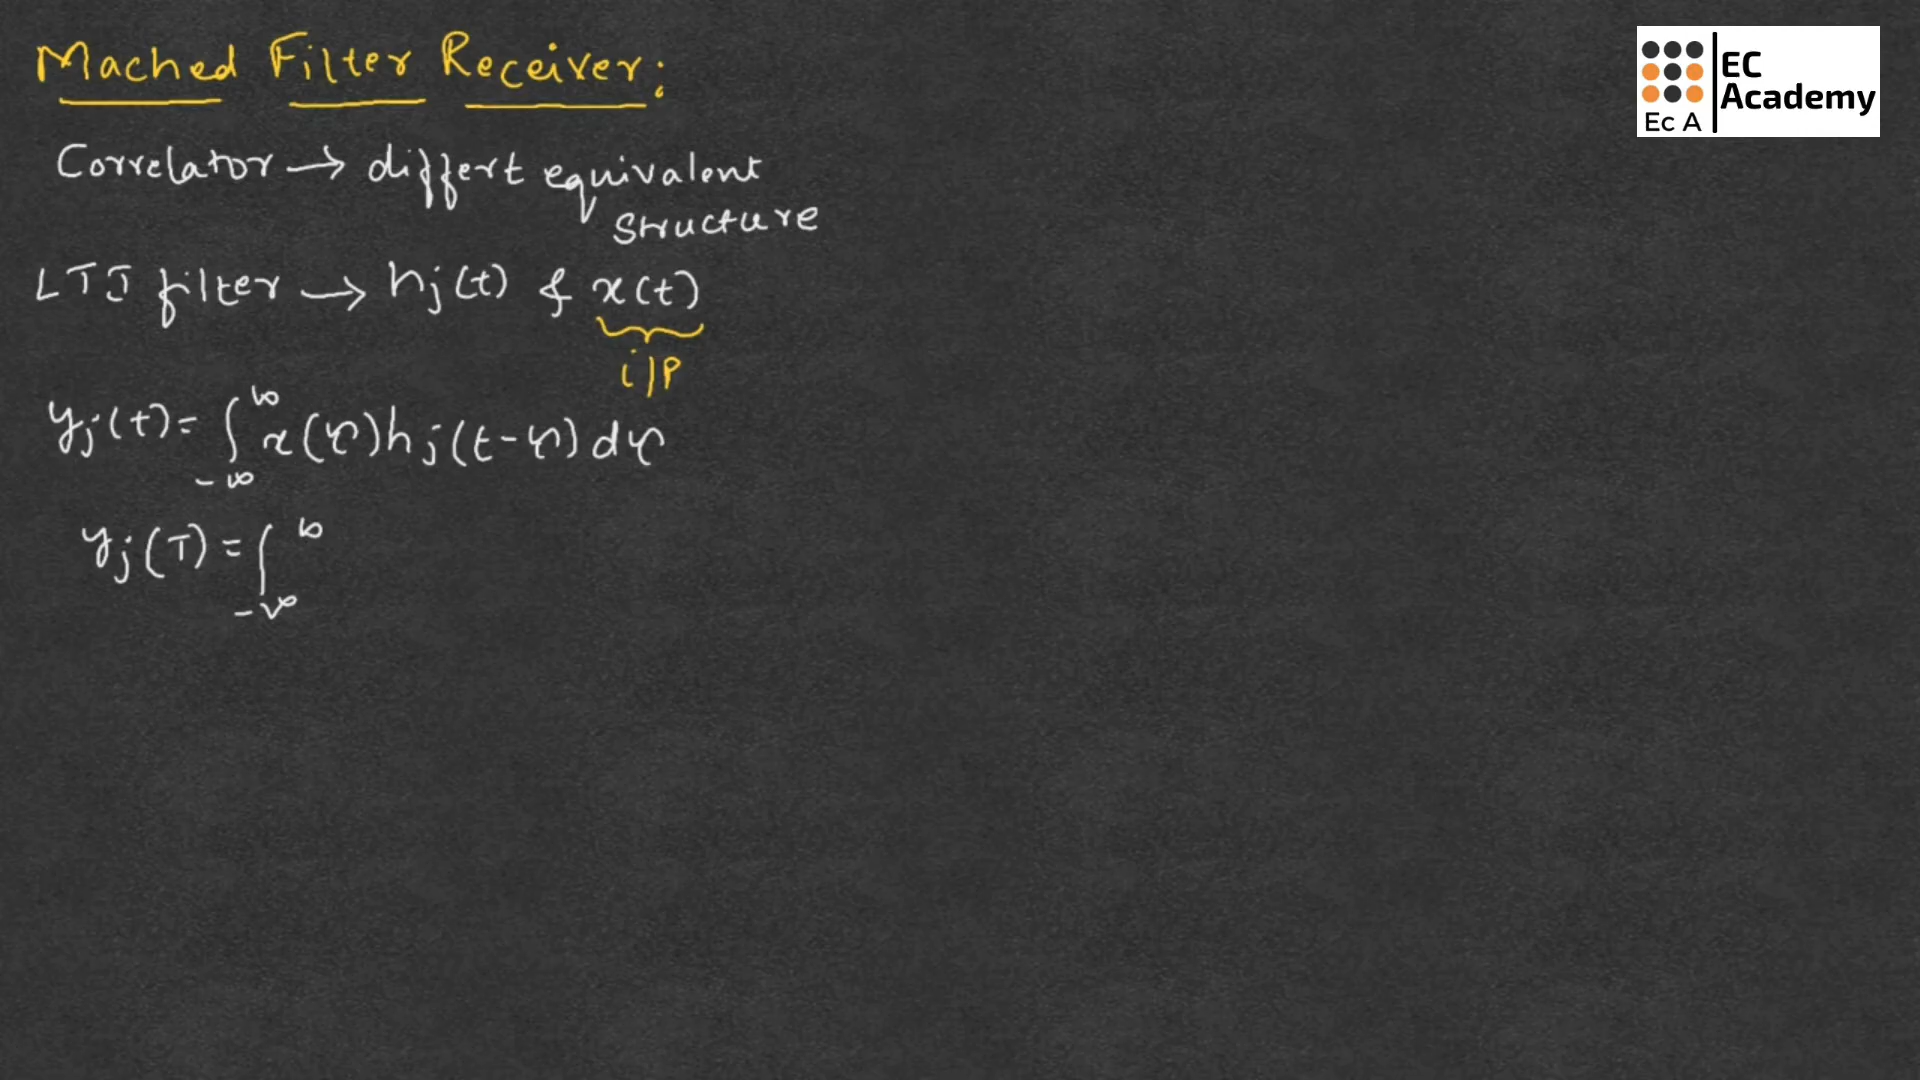 Mached Filter Receiver:
EC
Academy
Ec A
Correlator → differt equivalent
structure
LTI filter → hj(t) & x(t)
i/p
yj(t) = ∫_{-∞}^{∞} x(τ)hj(t-τ)dτ
yj(T) = ∫_{-∞}^{∞}